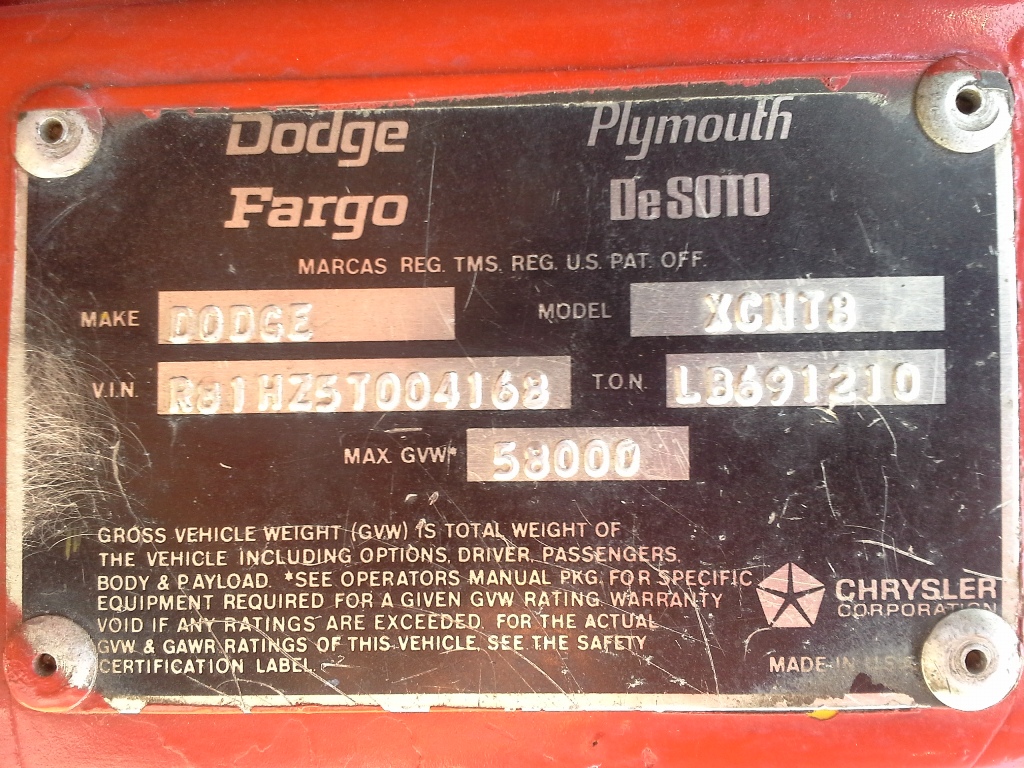 Dodge Plymouth
Fargo DeSOTO
MARCAS REG. TMS. REG. U.S. PAT. OFF.
MAKE DODGE MODEL XCNT8
V.I.N. R81HZ5T004168 T.O.N. LB691210
MAX. GVW* 58000
GROSS VEHICLE WEIGHT (GVW) IS TOTAL WEIGHT OF
THE VEHICLE INCLUDING OPTIONS, DRIVER, PASSENGERS,
BODY & PAYLOAD. *SEE OPERATORS MANUAL PKG. FOR SPECIFIC
EQUIPMENT REQUIRED FOR A GIVEN GVW RATING. WARRANTY
VOID IF ANY RATINGS ARE EXCEEDED. FOR THE ACTUAL
GVW & GAWR RATINGS OF THIS VEHICLE, SEE THE SAFETY
CERTIFICATION LABEL.
CHRYSLER
CORPORATION
MADE IN U.S.A.